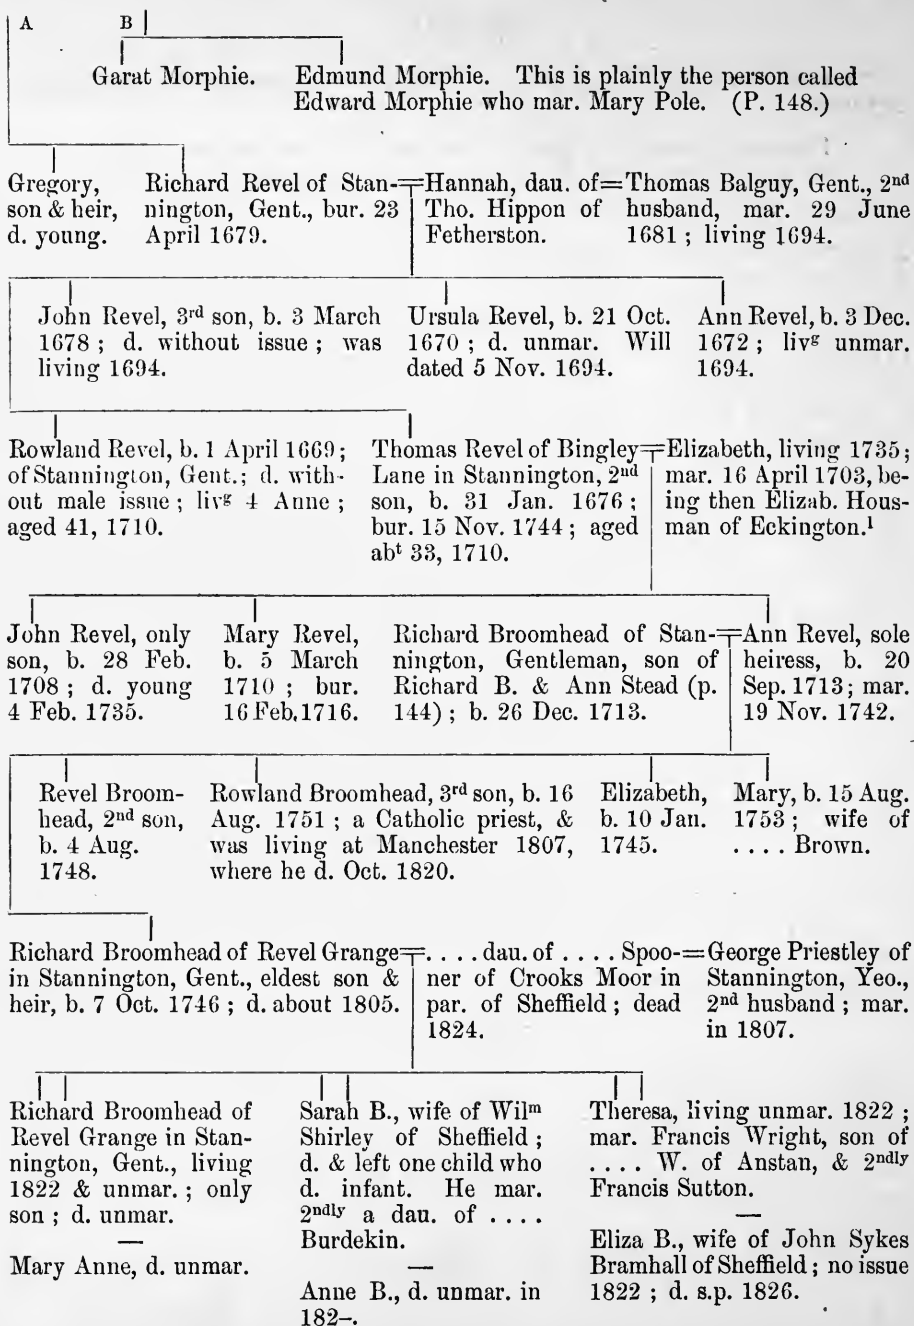 A B
Garat Morphie. Edmund Morphie. This is plainly the person called
Edward Morphie who mar. Mary Pole. (P. 148.)
Gregory,
son & heir,
d. young.
Richard Revel of Stan-
nington, Gent., bur. 23
April 1679.
Hannah, dau. of
Tho. Hippon of
Fetherston.
Thomas Balguy, Gent., 2nd
husband, mar. 29 June
1681; living 1694.
John Revel, 3rd son, b. 3 March
1678; d. without issue; was
living 1694.
Ursula Revel, b. 21 Oct.
1670; d. unmar. Will
dated 5 Nov. 1694.
Ann Revel, b. 3 Dec.
1672; livg unmar.
1694.
Rowland Revel, b. 1 April 1669;
of Stannington, Gent.; d. with-
out male issue; livg 4 Anne;
aged 41, 1710.
Thomas Revel of Bingley
Lane in Stannington, 2nd
son, b. 31 Jan. 1676;
bur. 15 Nov. 1744; aged
abt 33, 1710.
Elizabeth, living 1735;
mar. 16 April 1703, be-
ing then Elizab. Hous-
man of Eckington.1
John Revel, only
son, b. 28 Feb.
1708; d. young
4 Feb. 1735.
Mary Revel,
b. 5 March
1710; bur.
16 Feb. 1716.
Richard Broomhead of Stan-
nington, Gentleman, son of
Richard B. & Ann Stead (p.
144); b. 26 Dec. 1713.
Ann Revel, sole
heiress, b. 20
Sep. 1713; mar.
19 Nov. 1742.
Revel Broom-
head, 2nd son,
b. 4 Aug.
1748.
Rowland Broomhead, 3rd son, b. 16
Aug. 1751; a Catholic priest, &
was living at Manchester 1807,
where he d. Oct. 1820.
Elizabeth,
b. 10 Jan.
1745.
Mary, b. 15 Aug.
1753; wife of
.... Brown.
Richard Broomhead of Revel Grange
in Stannington, Gent., eldest son &
heir, b. 7 Oct. 1746; d. about 1805.
.... dau. of .... Spoo-
ner of Crooks Moor in
par. of Sheffield; dead
1824.
George Priestley of
Stannington, Yeo.,
2nd husband; mar.
in 1807.
Richard Broomhead of
Revel Grange in Stan-
nington, Gent., living
1822 & unmar.; only
son; d. unmar.
—
Mary Anne, d. unmar.
Sarah B., wife of Wilm
Shirley of Sheffield;
d. & left one child who
d. infant. He mar.
2ndly a dau. of ....
Burdekin.
—
Anne B., d. unmar. in
182-.
Theresa, living unmar. 1822;
mar. Francis Wright, son of
.... W. of Anstan, & 2ndly
Francis Sutton.
—
Eliza B., wife of John Sykes
Bramhall of Sheffield; no issue
1822; d. s.p. 1826.